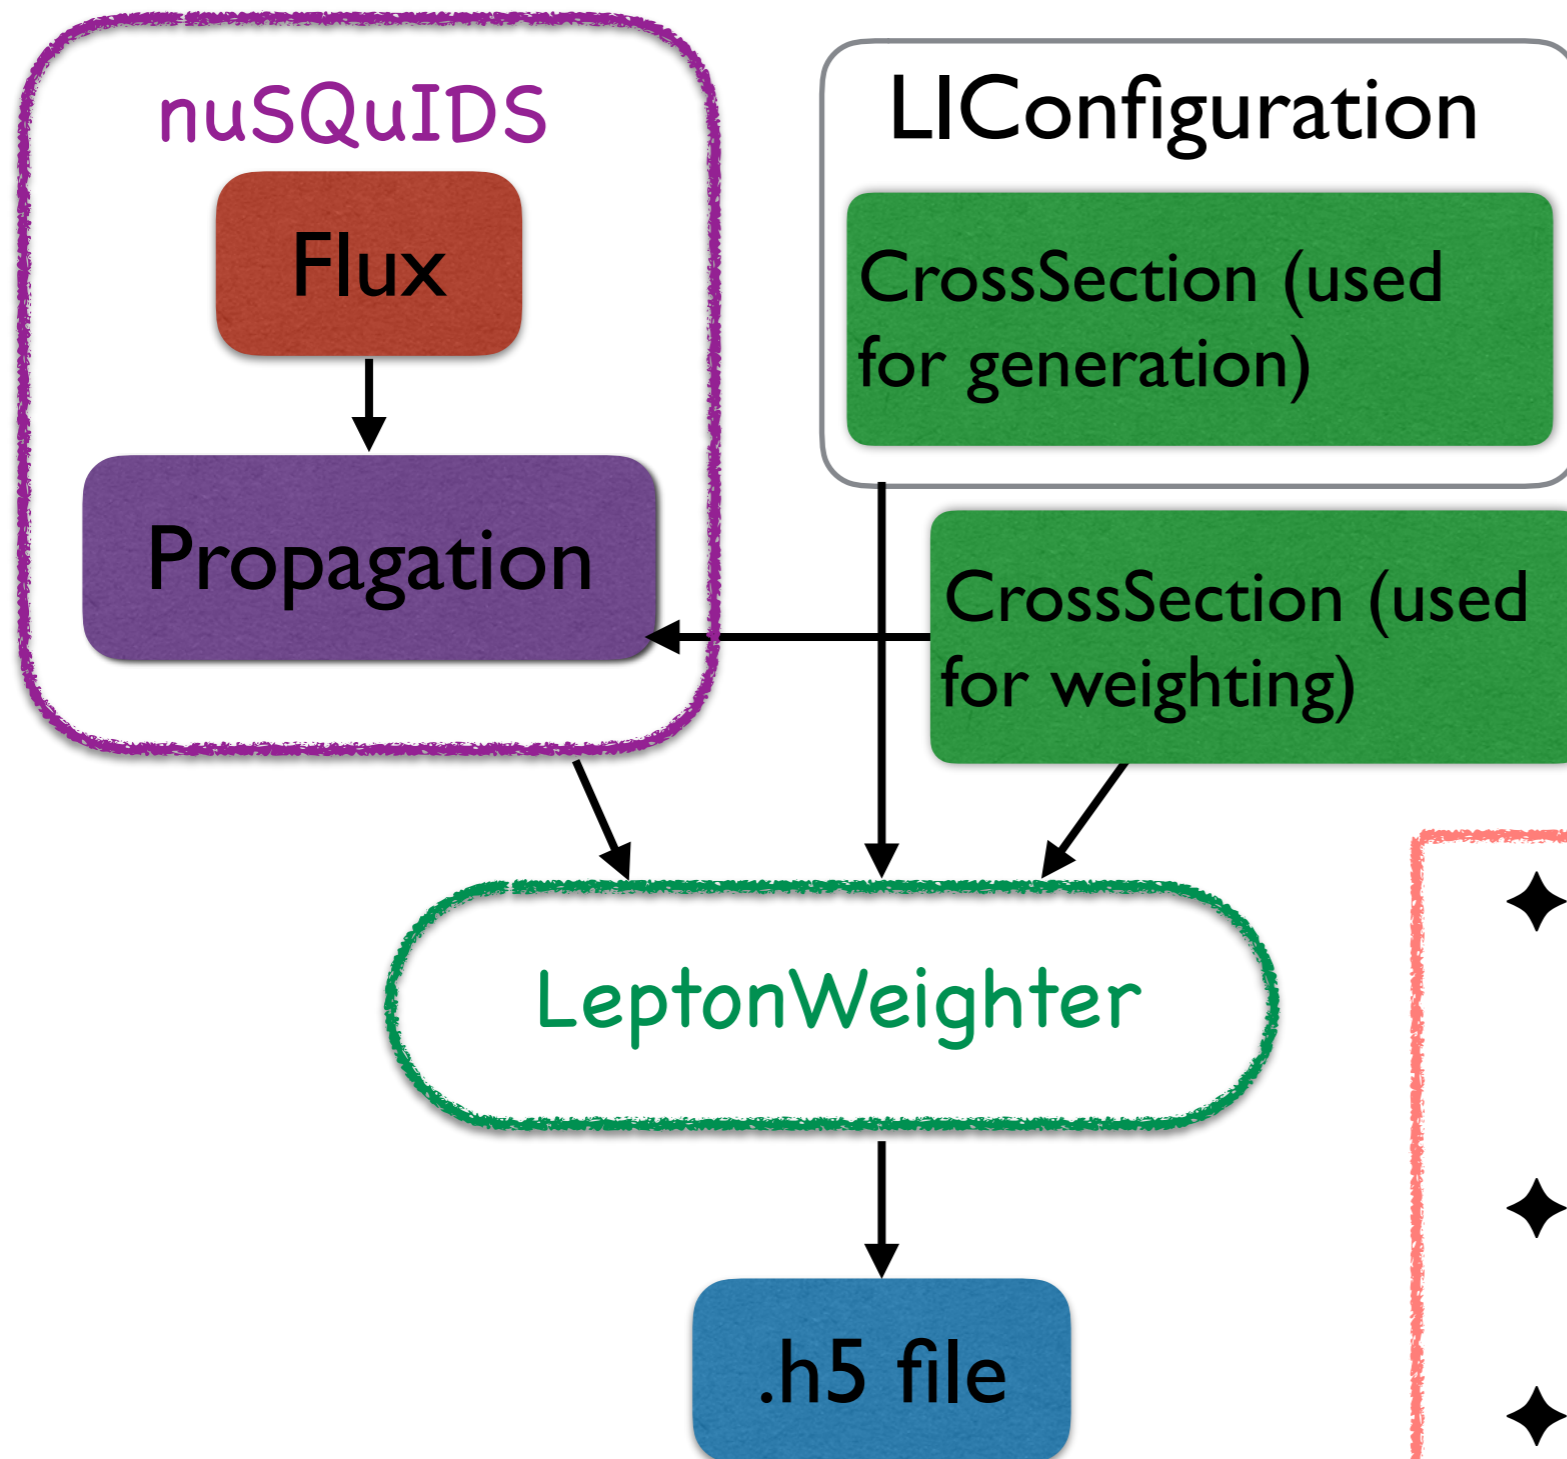 nuSQuIDS
Flux
Propagation
LIConfiguration
CrossSection (used
for generation)
CrossSection (used
for weighting)
LeptonWeighter
.h5 file